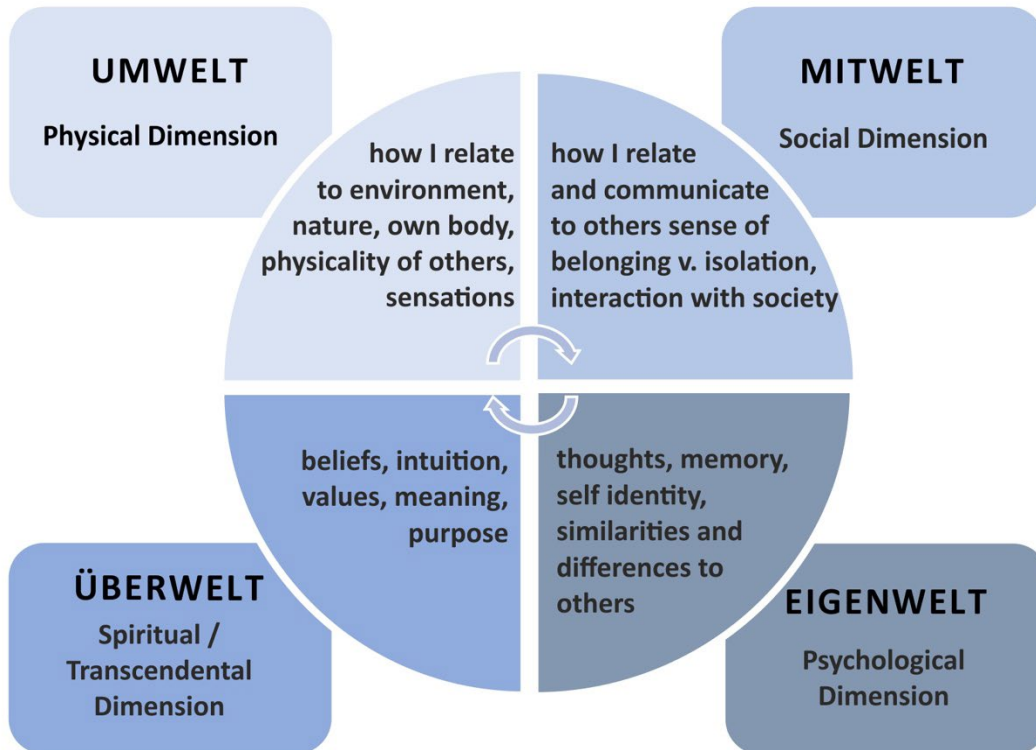 UMWELT
Physical Dimension
how I relate
to environment,
nature, own body,
physicality of others,
sensations
MITWELT
Social Dimension
how I relate
and communicate
to others sense of
belonging v. isolation,
interaction with society
ÜBERWELT
Spiritual /
Transcendental
Dimension
beliefs, intuition,
values, meaning,
purpose
thoughts, memory,
self identity,
similarities and
differences to
others
EIGENWELT
Psychological
Dimension